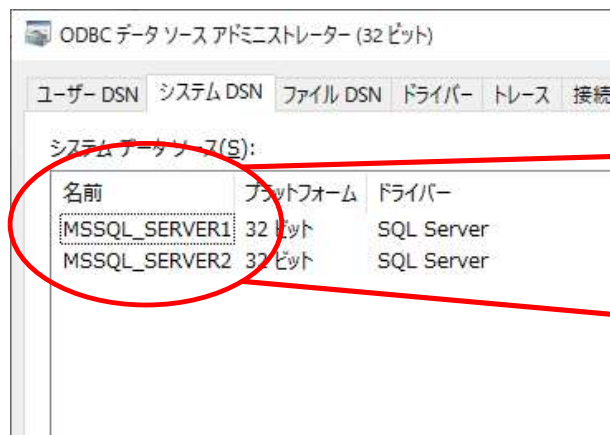 ODBC データ ソース アドミニストレーター (32 ビット)
ユーザー DSN システム DSN ファイル DSN ドライバー トレース 接続
システム データ ソース(S):
名前 プラットフォーム ドライバー
MSSQL_SERVER1 32 ビット SQL Server
MSSQL_SERVER2 32 ビット SQL Server